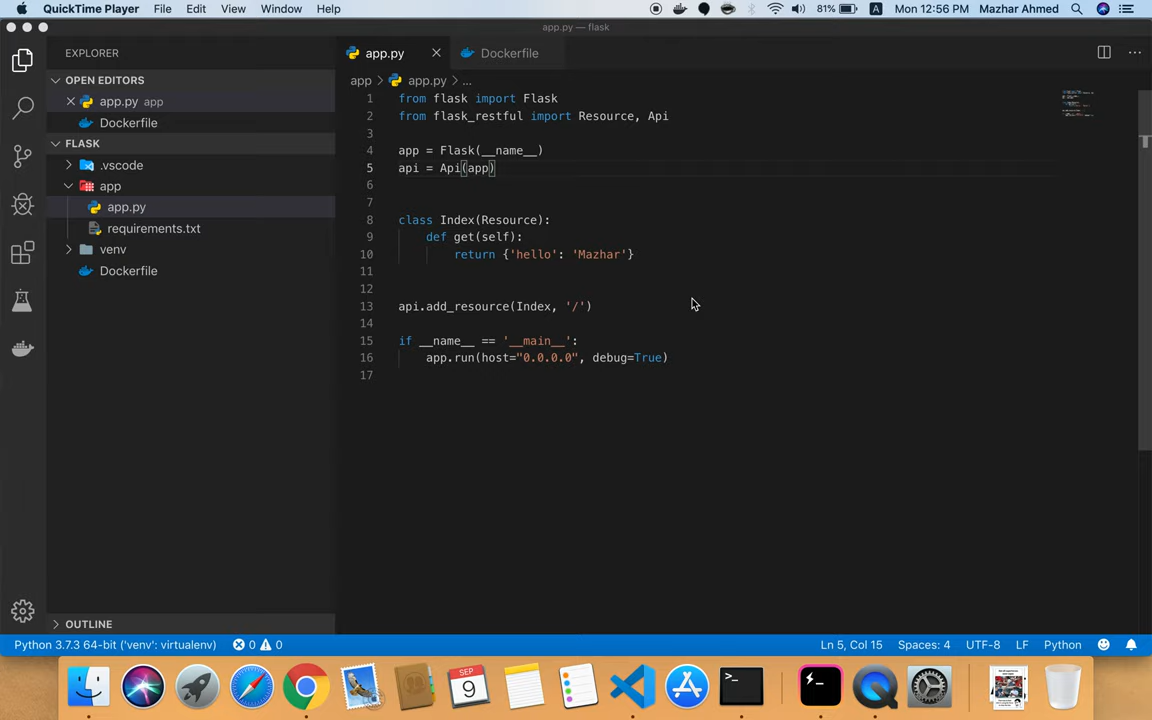 QuickTime Player File Edit View Window Help 81% A Mon 12:56 PM Mazhar Ahmed
app.py — flask
EXPLORER
OPEN EDITORS
app.py app
Dockerfile
FLASK
.vscode
app
app.py
requirements.txt
venv
Dockerfile
OUTLINE
app.py Dockerfile
app app.py ...
1 from flask import Flask
2 from flask_restful import Resource, Api
3
4 app = Flask(__name__)
5 api = Api(app)
6
7
8 class Index(Resource):
9 def get(self):
10 return {'hello': 'Mazhar'}
11
12
13 api.add_resource(Index, '/')
14
15 if __name__ == '__main__':
16 app.run(host="0.0.0.0", debug=True)
17
Python 3.7.3 64-bit ('venv': virtualenv) 0 0 Ln 5, Col 15 Spaces: 4 UTF-8 LF Python
SEP
9